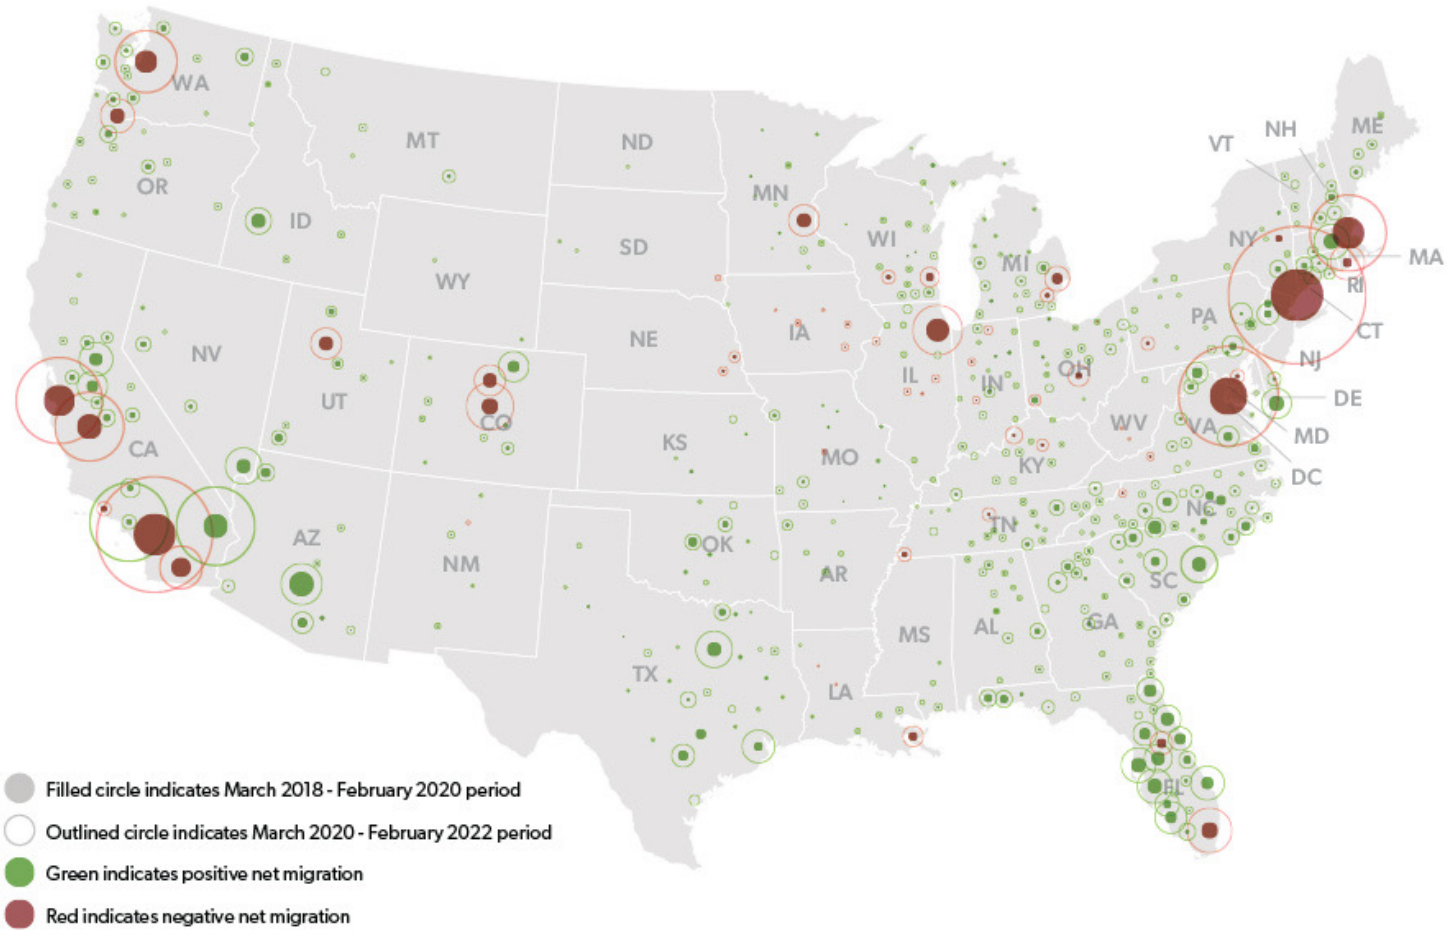 WA
MT
ND
MN
OR
ID
WY
SD
WI
MI
VT
NH
ME
NY
MA
RI
CT
NJ
PA
DE
MD
DC
NV
UT
CO
NE
IA
IL
IN
OH
WV
VA
CA
KS
MO
KY
AZ
NM
OK
AR
TN
NC
SC
TX
LA
MS
AL
GA
FL
Filled circle indicates March 2018 - February 2020 period
Outlined circle indicates March 2020 - February 2022 period
Green indicates positive net migration
Red indicates negative net migration